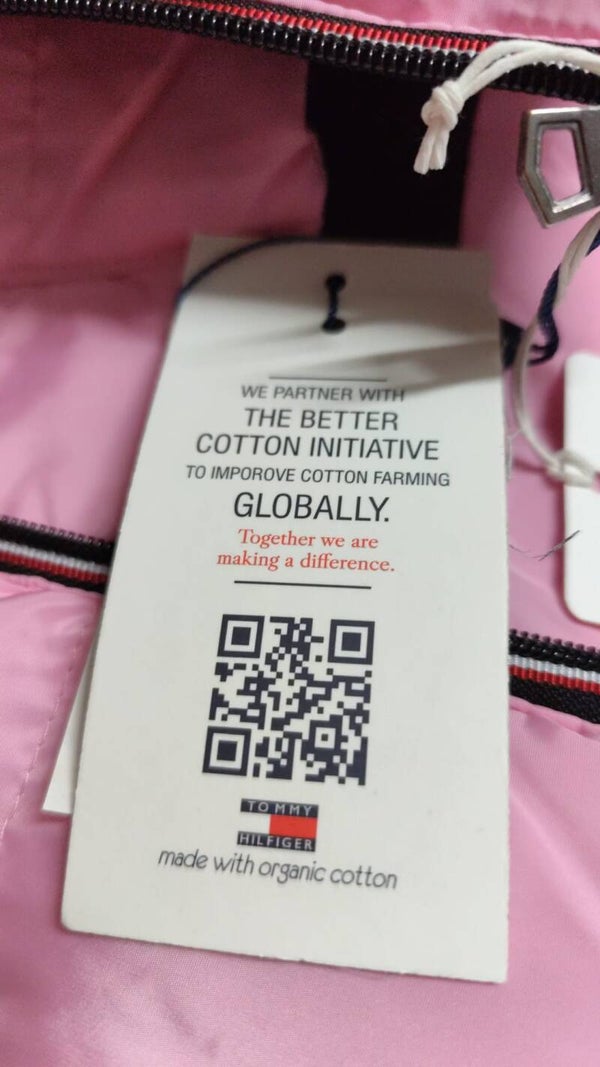 WE PARTNER WITH
THE BETTER
COTTON INITIATIVE
TO IMPOROVE COTTON FARMING
GLOBALLY.
Together we are
making a difference.
TOMMY
HILFIGER
made with organic cotton